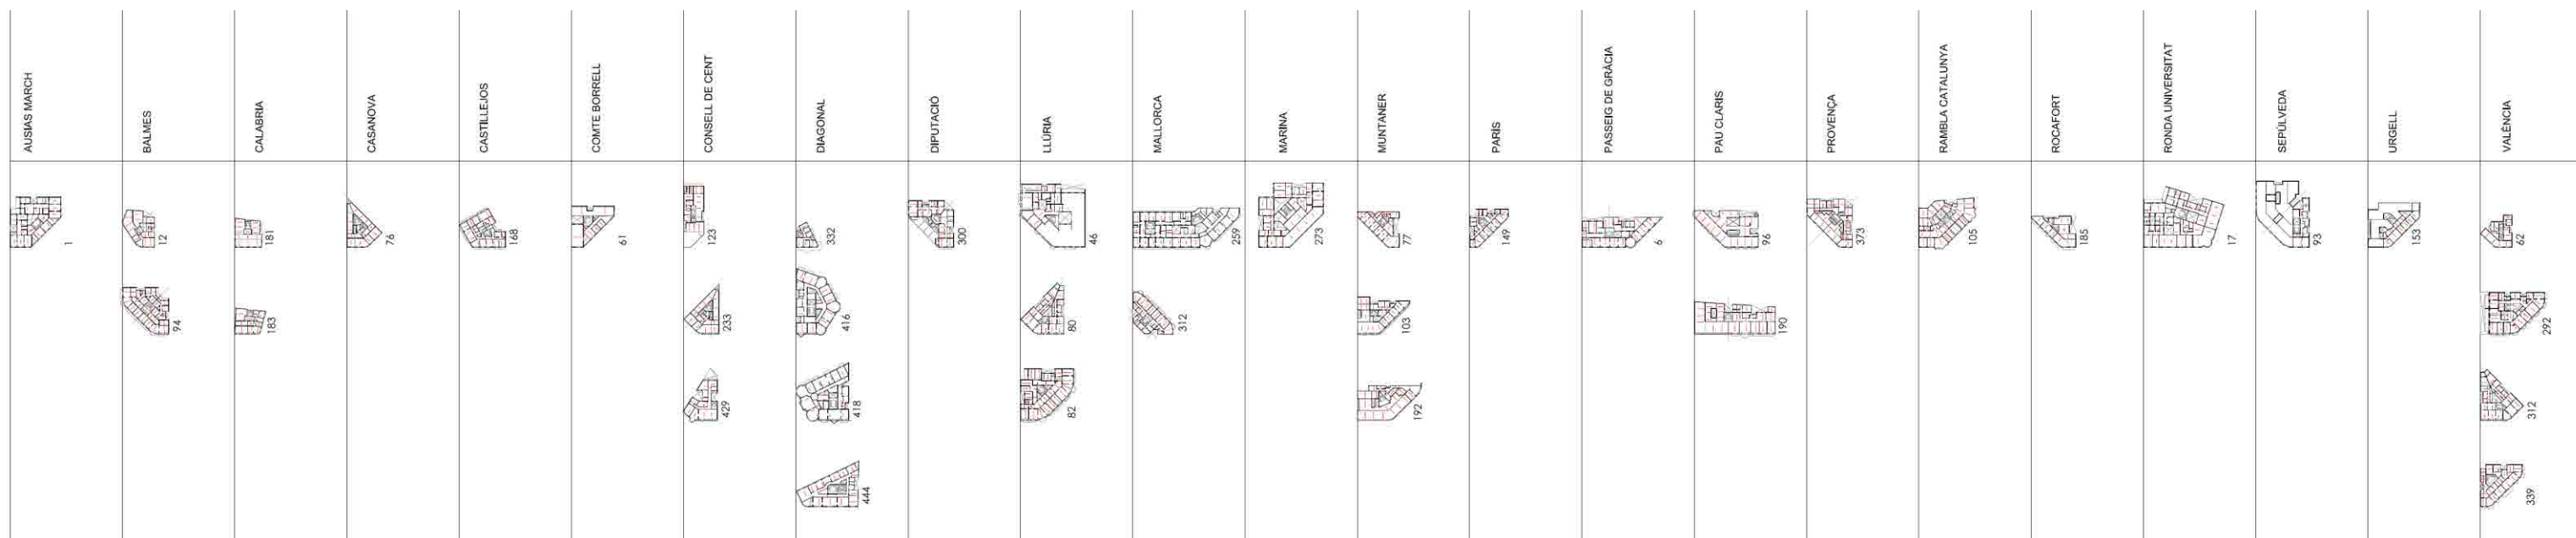 AUSIAS MARCH
BALMES
CALABRIA
CASANOVA
CASTILLEJOS
COMTE BORRELL
CONSELL DE CENT
DIAGONAL
DIPUTACIÓ
LLÚRIA
MALLORCA
MARINA
MUNTANER
PARÍS
PASSEIG DE GRÀCIA
PAU CLARIS
PROVENÇA
RAMBLA CATALUNYA
ROCAFORT
RONDA UNIVERSITAT
SEPÚLVEDA
URGELL
VALÈNCIA
1
12
181
76
168
61
123
332
300
46
259
273
77
149
6
96
373
105
185
17
93
153
62
94
183
233
416
80
312
103
190
292
429
418
82
192
312
444
339